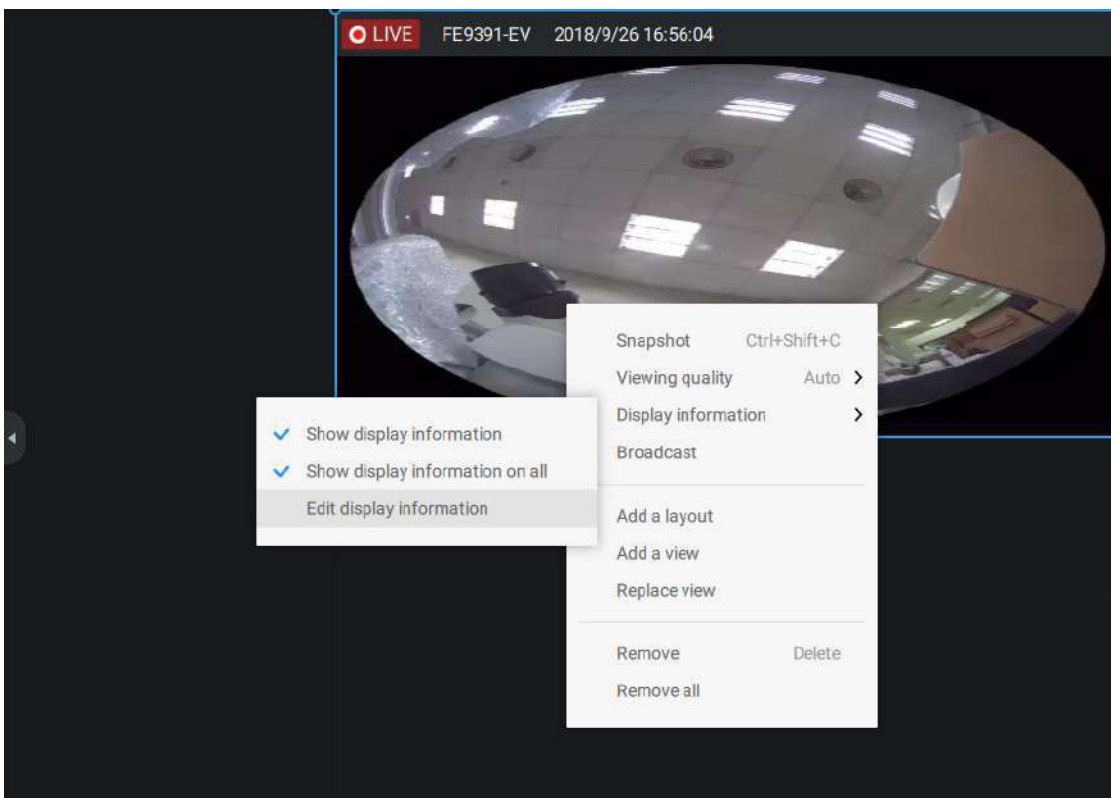 LIVE FE9391-EV 2018/9/26 16:56:04
Snapshot Ctrl+Shift+C
Viewing quality Auto
Display information
Broadcast
Show display information
Show display information on all
Edit display information
Add a layout
Add a view
Replace view
Remove Delete
Remove all